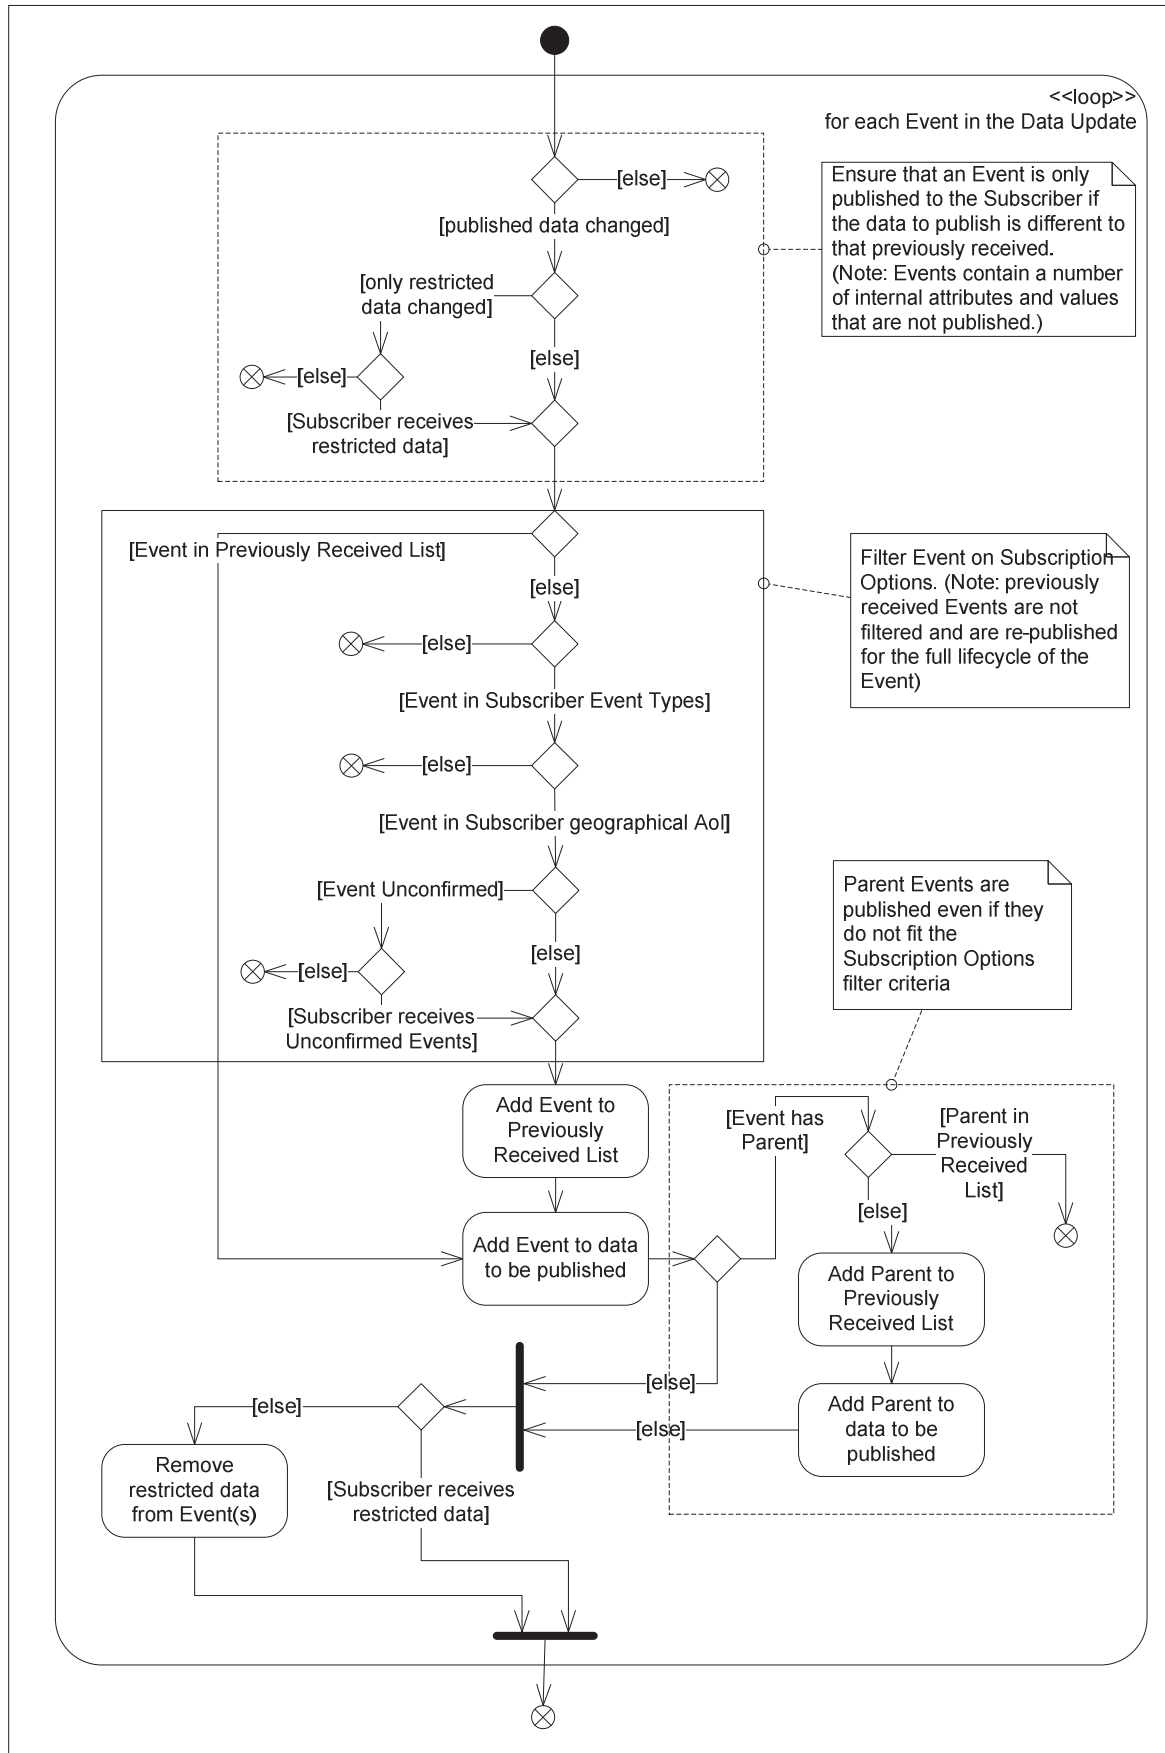 <<loop>>
for each Event in the Data Update
Ensure that an Event is only
published to the Subscriber if
the data to publish is different to
that previously received.
(Note: Events contain a number
of internal attributes and values
that are not published.)
[else]
[published data changed]
[only restricted
data changed]
[else]
[else]
[Subscriber receives
restricted data]
[Event in Previously Received List]
[else]
Filter Event on Subscription
Options. (Note: previously
received Events are not
filtered and are re-published
for the full lifecycle of the
Event)
[else]
[Event in Subscriber Event Types]
[else]
[Event in Subscriber geographical AoI]
[Event Unconfirmed]
[else]
[else]
[Subscriber receives
Unconfirmed Events]
Parent Events are
published even if they
do not fit the
Subscription Options
filter criteria
Add Event to
Previously
Received List
[Event has
Parent]
[Parent in
Previously
Received
List]
[else]
Add Event to data
to be published
Add Parent to
Previously
Received List
[else]
[else]
Add Parent to
data to be
published
[else]
Remove
restricted data
from Event(s)
[Subscriber receives
restricted data]